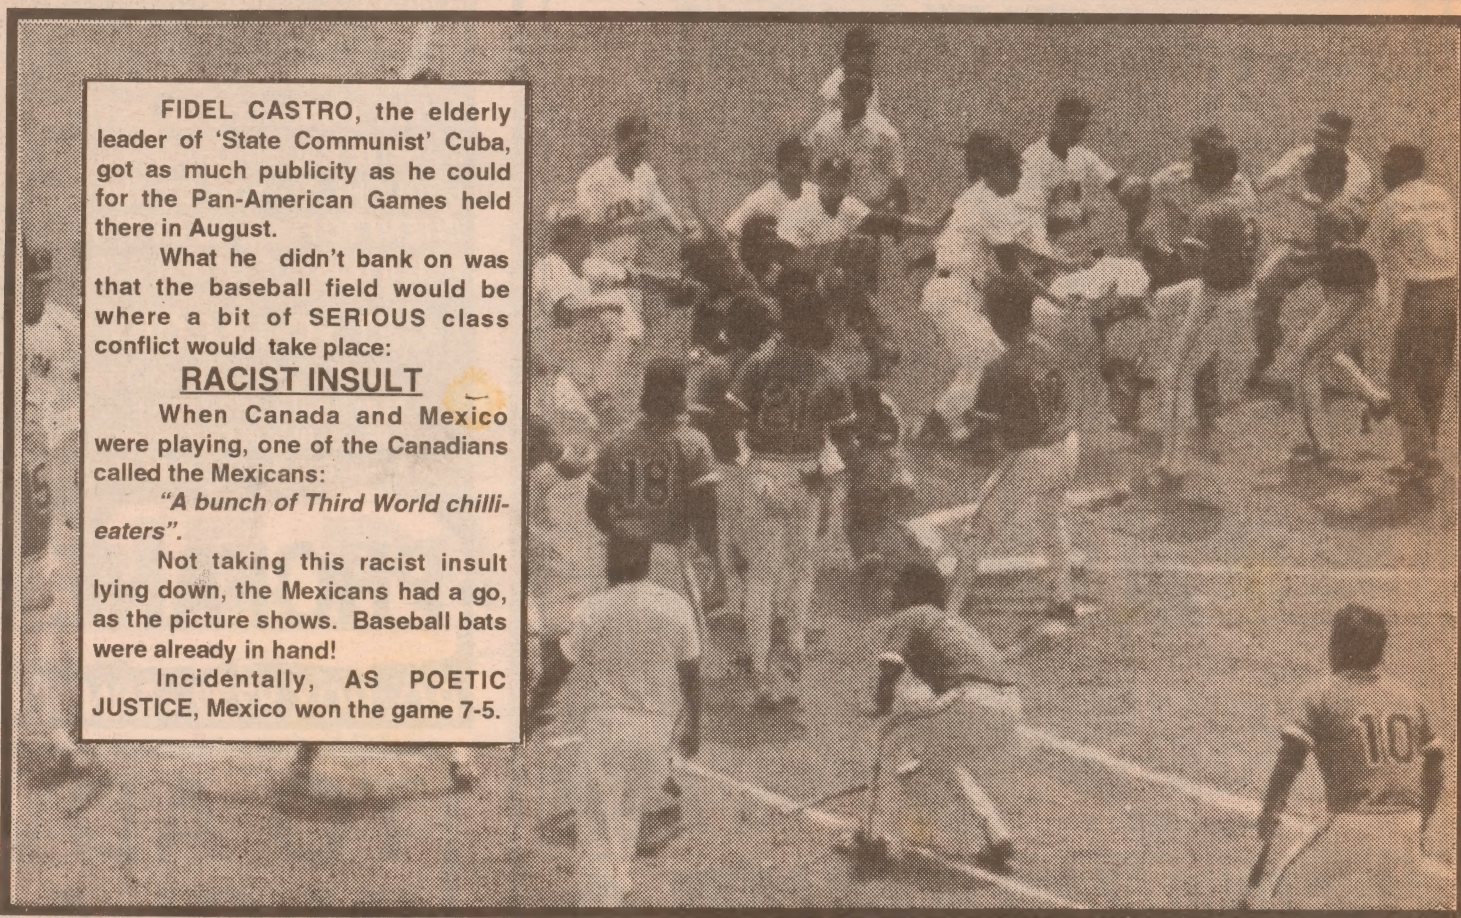 FIDEL CASTRO, the elderly
leader of ‘State Communist’ Cuba,
got as much publicity as he could
for the Pan-American Games held
there in August.
What he didn’t bank on was
that the baseball field would be
where a bit of SERIOUS class
conflict would take place:
RACIST INSULT
When Canada and Mexico
were playing, one of the Canadians
called the Mexicans:
“A bunch of Third World chilli-
eaters”.
Not taking this racist insult
lying down, the Mexicans had a go,
as the picture shows. Baseball bats
were already in hand!
Incidentally, AS POETIC
JUSTICE, Mexico won the game 7-5.
18
21
10